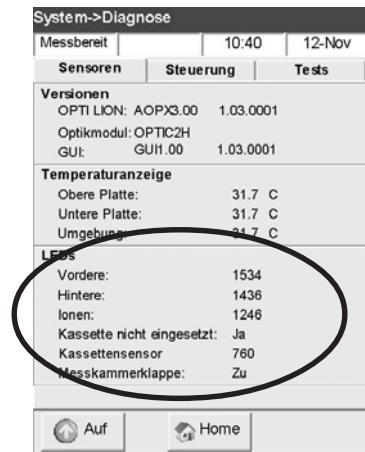 System->Diagnose
Messbereit 10:40 12-Nov
Sensoren Steuerung Tests
Versionen
OPTI LION: AOPX3.00 1.03.0001
Optikmodul: OPTIC2H
GUI: GUI1.00 1.03.0001
Temperaturanzeige
Obere Platte: 31.7 C
Untere Platte: 31.7 C
Umgebung: 31.7 C
LEDs
Vordere: 1534
Hintere: 1436
Ionen: 1246
Kassette nicht eingesetzt: Ja
Kassettensensor 760
Messkammerklappe: Zu
Auf Home